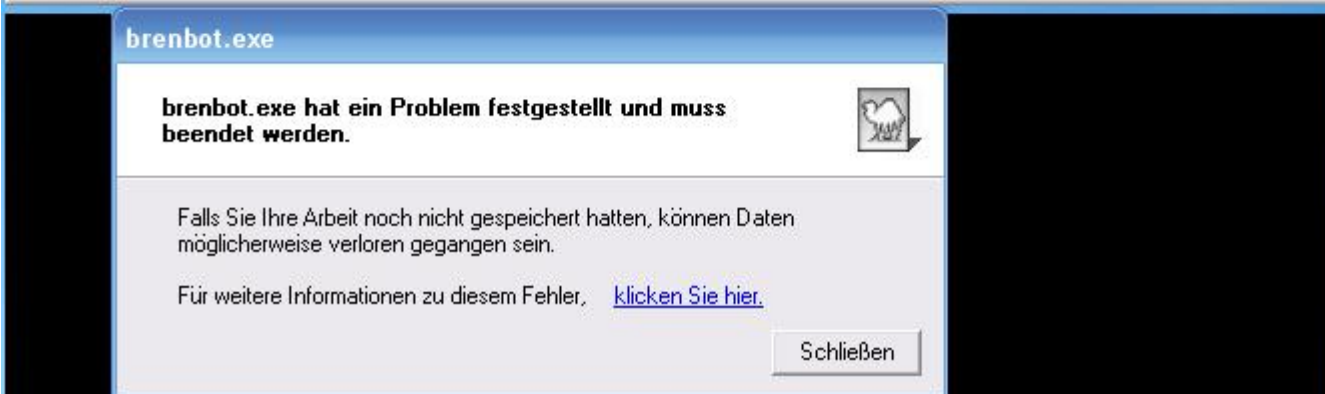 brenbot.exe
brenbot.exe hat ein Problem festgestellt und muss
beendet werden.
Falls Sie Ihre Arbeit noch nicht gespeichert hatten, können Daten
möglicherweise verloren gegangen sein.
Für weitere Informationen zu diesem Fehler, klicken Sie hier.
Schließen